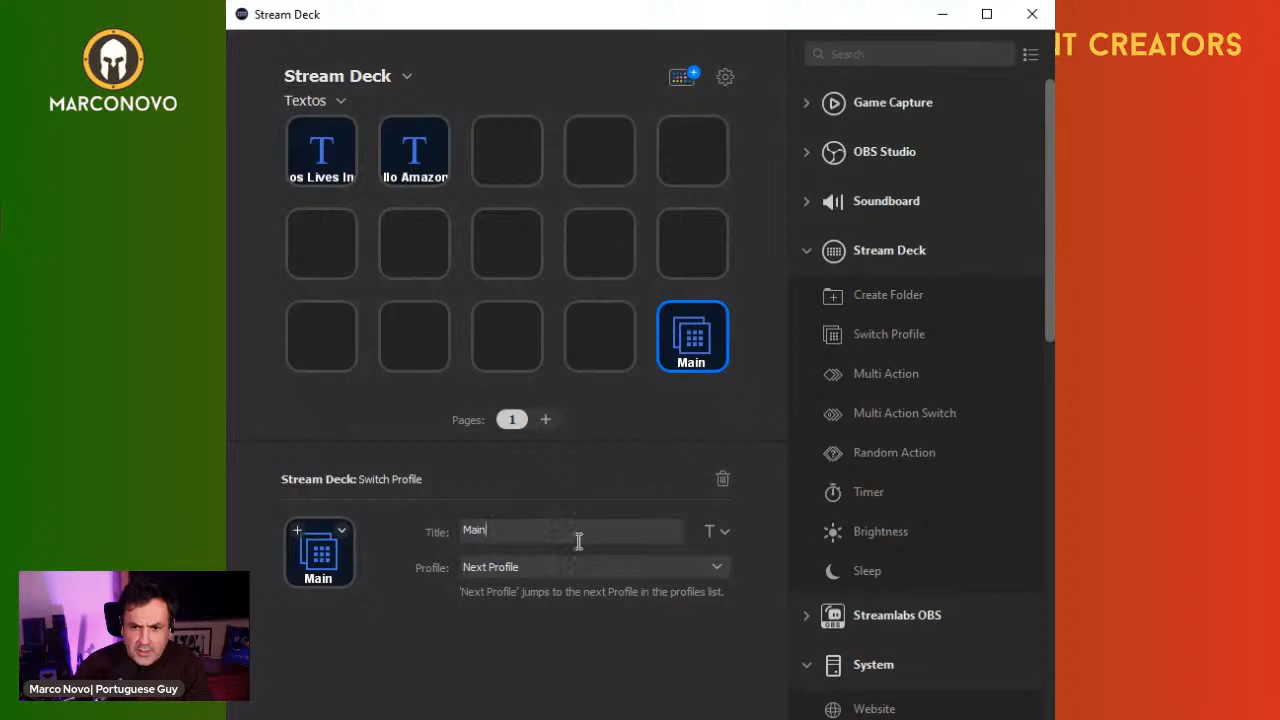 Stream Deck
NT CREATORS
MARCONOVO
Stream Deck
Textos
T
os Lives In
T
llo Amazon
Main
Pages:
1
+
Stream Deck: Switch Profile
Main
Title:
Main
T
Profile:
Next Profile
'Next Profile' jumps to the next Profile in the profiles list.
Search
Game Capture
OBS Studio
Soundboard
Stream Deck
Create Folder
Switch Profile
Multi Action
Multi Action Switch
Random Action
Timer
Brightness
Sleep
OBS
Streamlabs OBS
System
Website
Marco Novo| Portuguese Guy